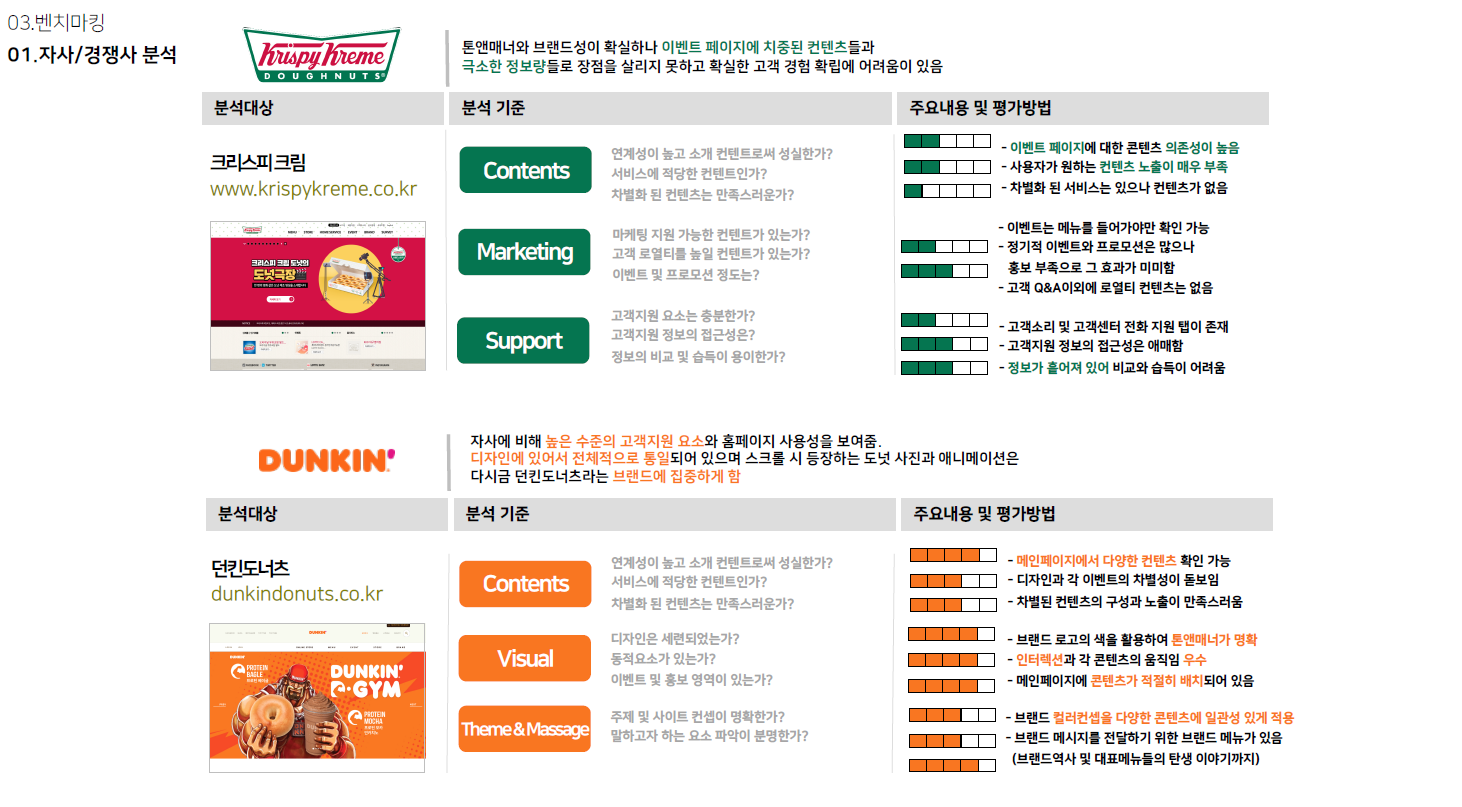 03.벤치마킹
01.자사/경쟁사 분석
Krispy Kreme
DOUGHNUTS
톤앤매너와 브랜드성이 확실하나 이벤트 페이지에 치중된 컨텐츠들과
극소한 정보량들로 장점을 살리지 못하고 확실한 고객 경험 확립에 어려움이 있음
분석대상
분석 기준
주요내용 및 평가방법
크리스피 크림
www.krispykreme.co.kr
MENU STORE HOME SERVICE EVENT BRAND SURVEY
크리스피 크림 도넛의
도넛극장
Contents
연계성이 높고 소개 컨텐트로써 성실한가?
서비스에 적당한 컨텐트인가?
차별화 된 컨텐츠는 만족스러운가?
- 이벤트 페이지에 대한 콘텐츠 의존성이 높음
- 사용자가 원하는 컨텐츠 노출이 매우 부족
- 차별화 된 서비스는 있으나 컨텐츠가 없음
Marketing
마케팅 지원 가능한 컨텐트가 있는가?
고객 로열티를 높일 컨텐트가 있는가?
이벤트 및 프로모션 정도는?
- 이벤트는 메뉴를 들어가야만 확인 가능
- 정기적 이벤트와 프로모션은 많으나
홍보 부족으로 그 효과가 미미함
- 고객 Q&A이외에 로열티 컨텐츠는 없음
Support
고객지원 요소는 충분한가?
고객지원 정보의 접근성은?
정보의 비교 및 습득이 용이한가?
- 고객소리 및 고객센터 전화 지원 탭이 존재
- 고객지원 정보의 접근성은 애매함
- 정보가 흩어져 있어 비교와 습득이 어려움
DUNKIN'
자사에 비해 높은 수준의 고객지원 요소와 홈페이지 사용성을 보여줌.
디자인에 있어서 전체적으로 통일되어 있으며 스크롤 시 등장하는 도넛 사진과 애니메이션은
다시금 던킨도너츠라는 브랜드에 집중하게 함
분석대상
분석 기준
주요내용 및 평가방법
던킨도너츠
dunkindonuts.co.kr
DUNKIN'
DUNKIN'
PROTEIN
BAGLE
DUNKIN'
GYM
PROTEIN
MOCHA
Contents
연계성이 높고 소개 컨텐트로써 성실한가?
서비스에 적당한 컨텐트인가?
차별화 된 컨텐츠는 만족스러운가?
- 메인페이지에서 다양한 컨텐츠 확인 가능
- 디자인과 각 이벤트의 차별성이 돋보임
- 차별된 컨텐츠의 구성과 노출이 만족스러움
Visual
디자인은 세련되었는가?
동적요소가 있는가?
이벤트 및 홍보 영역이 있는가?
- 브랜드 로고의 색을 활용하여 톤앤매너가 명확
- 인터렉션과 각 콘텐츠의 움직임 우수
- 메인페이지에 콘텐츠가 적절히 배치되어 있음
Theme & Massage
주제 및 사이트 컨셉이 명확한가?
말하고자 하는 요소 파악이 분명한가?
- 브랜드 컬러컨셉을 다양한 콘텐츠에 일관성 있게 적용
- 브랜드 메시지를 전달하기 위한 브랜드 메뉴가 있음
(브랜드역사 및 대표메뉴들의 탄생 이야기까지)